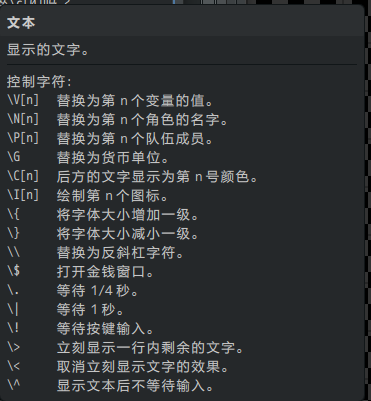 文本
显示的文字。
控制字符:
\V[n] 替换为第 n 个变量的值。
\N[n] 替换为第 n 个角色的名字。
\P[n] 替换为第 n 个队伍成员。
\G 替换为货币单位。
\C[n] 后方的文字显示为第 n 号颜色。
\I[n] 绘制第 n 个图标。
\{ 将字体大小增加一级。
\} 将字体大小减小一级。
\\ 替换为反斜杠字符。
\$ 打开金钱窗口。
\. 等待 1/4 秒。
\| 等待 1 秒。
\! 等待按键输入。
\> 立刻显示一行内剩余的文字。
\< 取消立刻显示文字的效果。
\^ 显示文本后不等待输入。